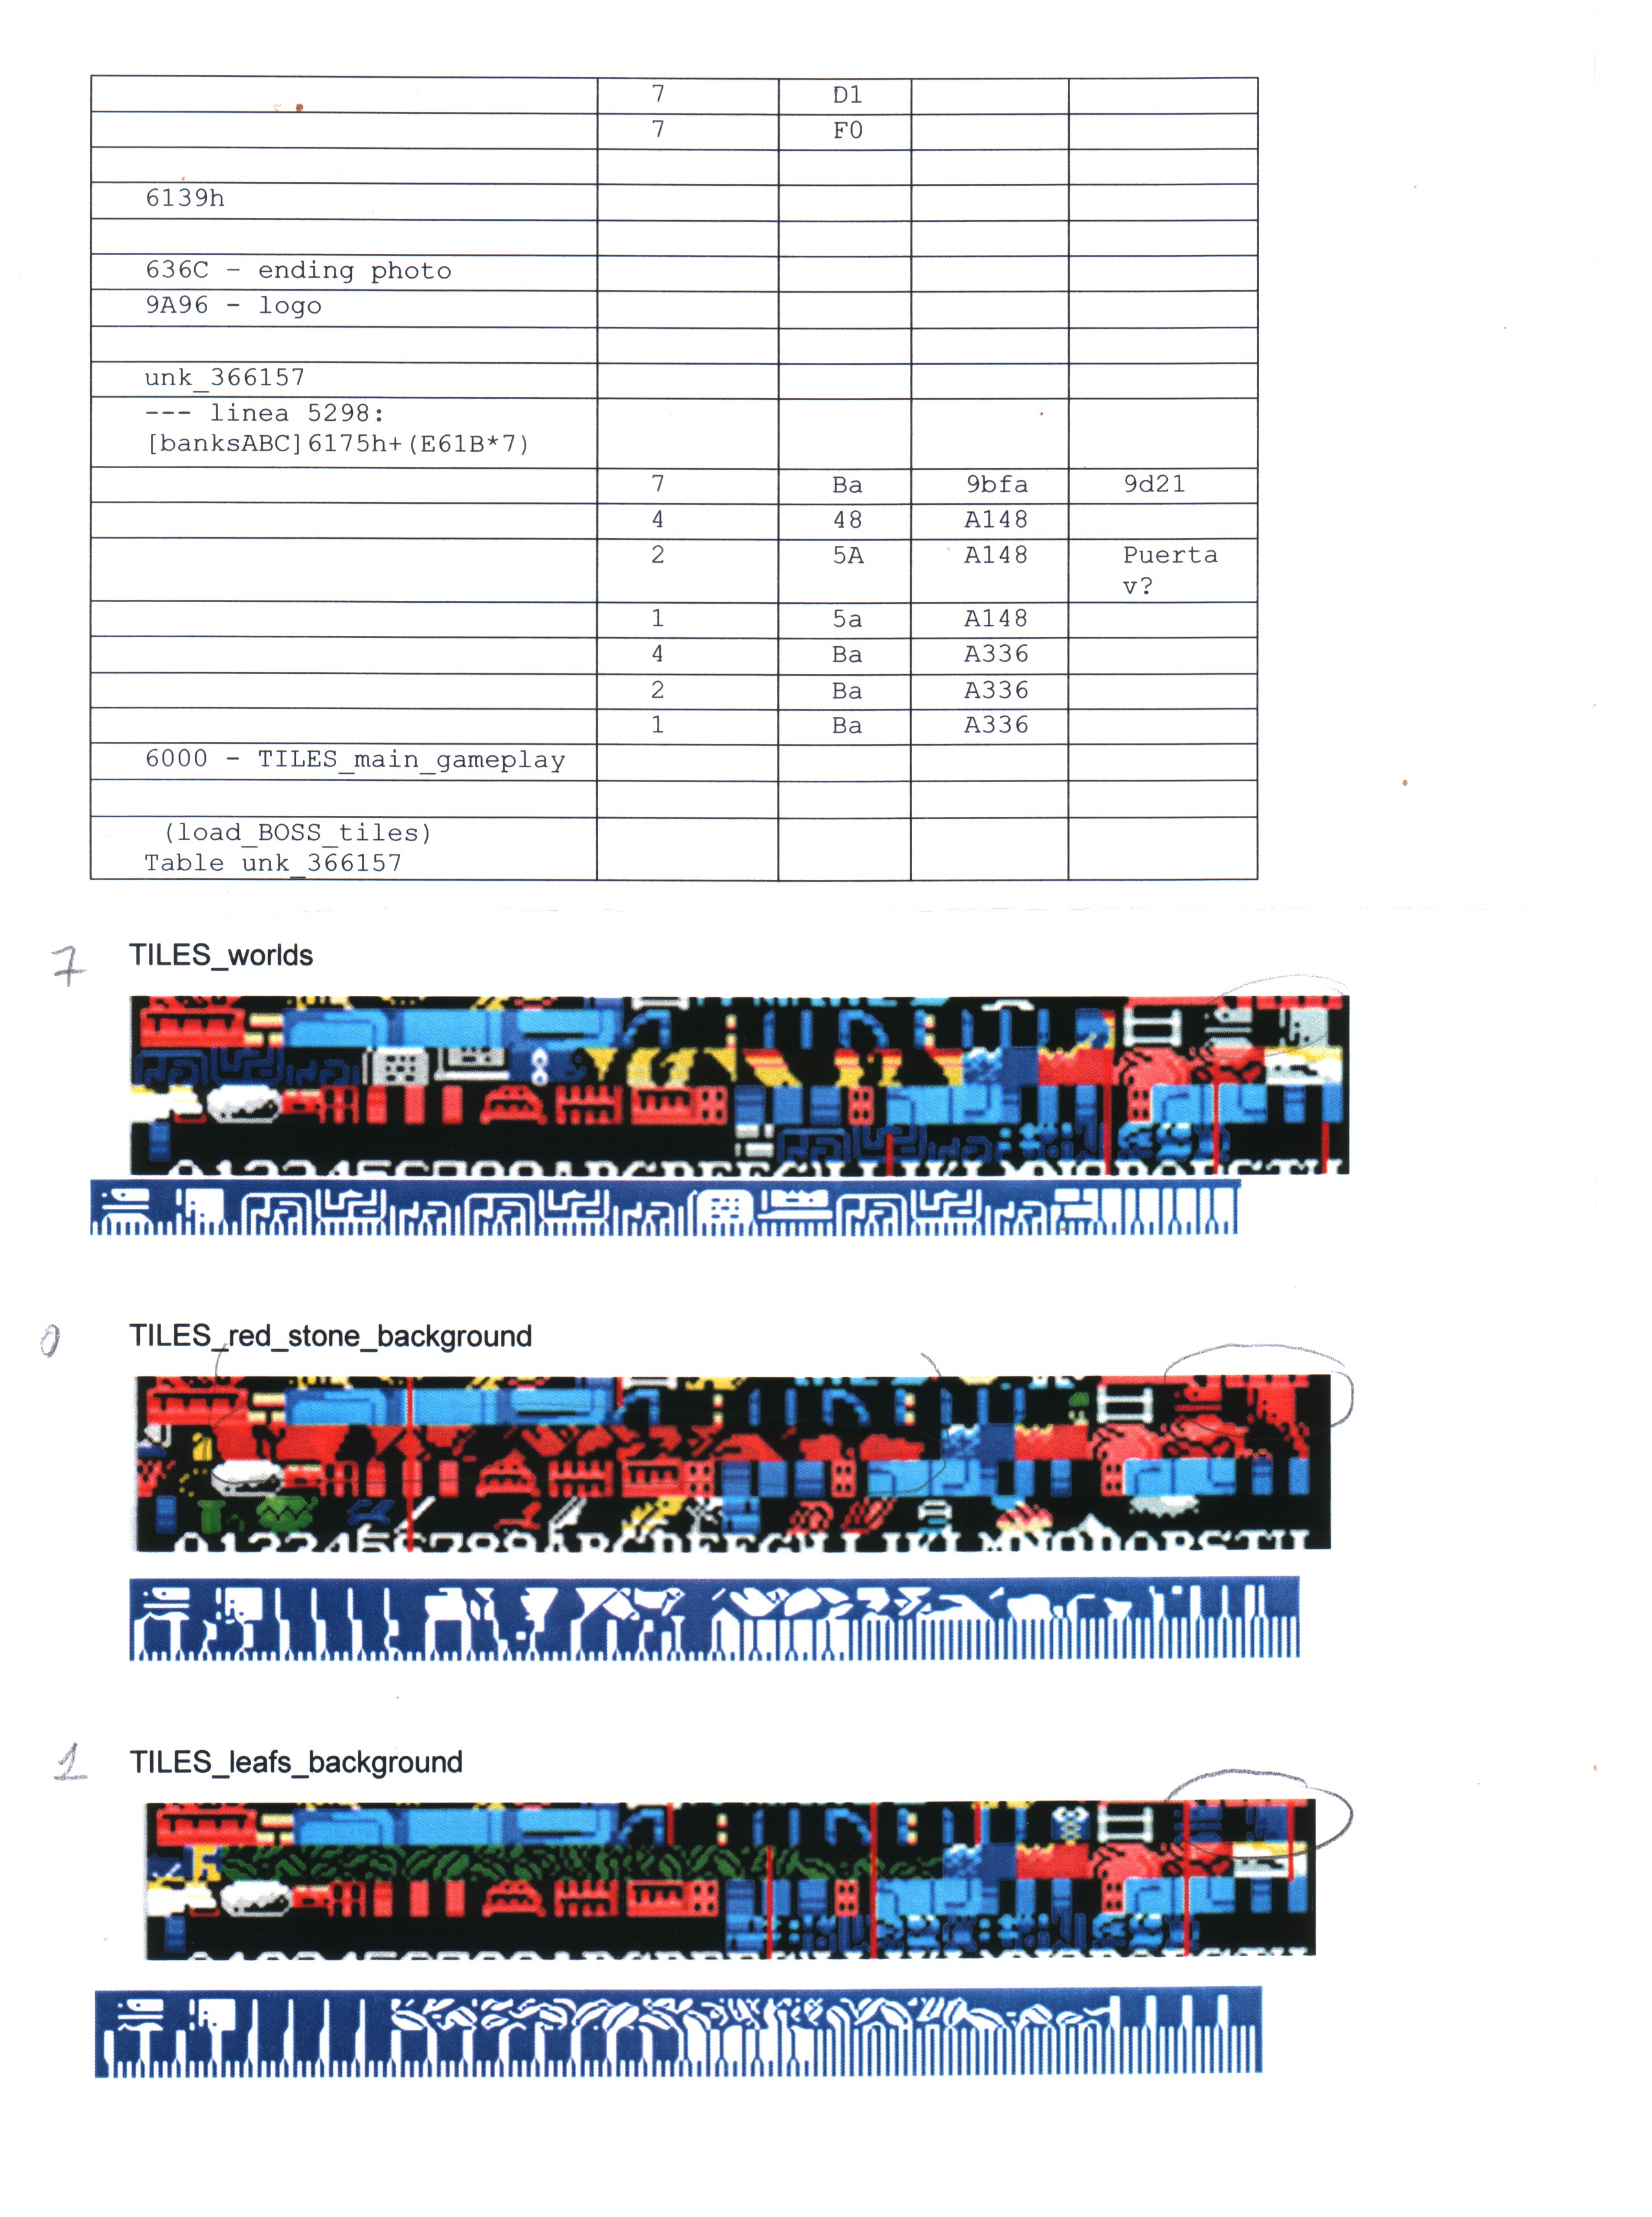 7 D1
7 F0
6139h
636C - ending photo
9A96 - logo
unk_366157
--- linea 5298:
[banksABC]6175h+(E61B*7)
7 Ba 9bfa 9d21
4 48 A148
2 5A A148 Puerta
v?
1 5a A148
4 Ba A336
2 Ba A336
1 Ba A336
6000 - TILES_main_gameplay
(load_BOSS_tiles)
Table unk_366157
7 TILES_worlds
0 TILES_red_stone_background
1 TILES_leafs_background